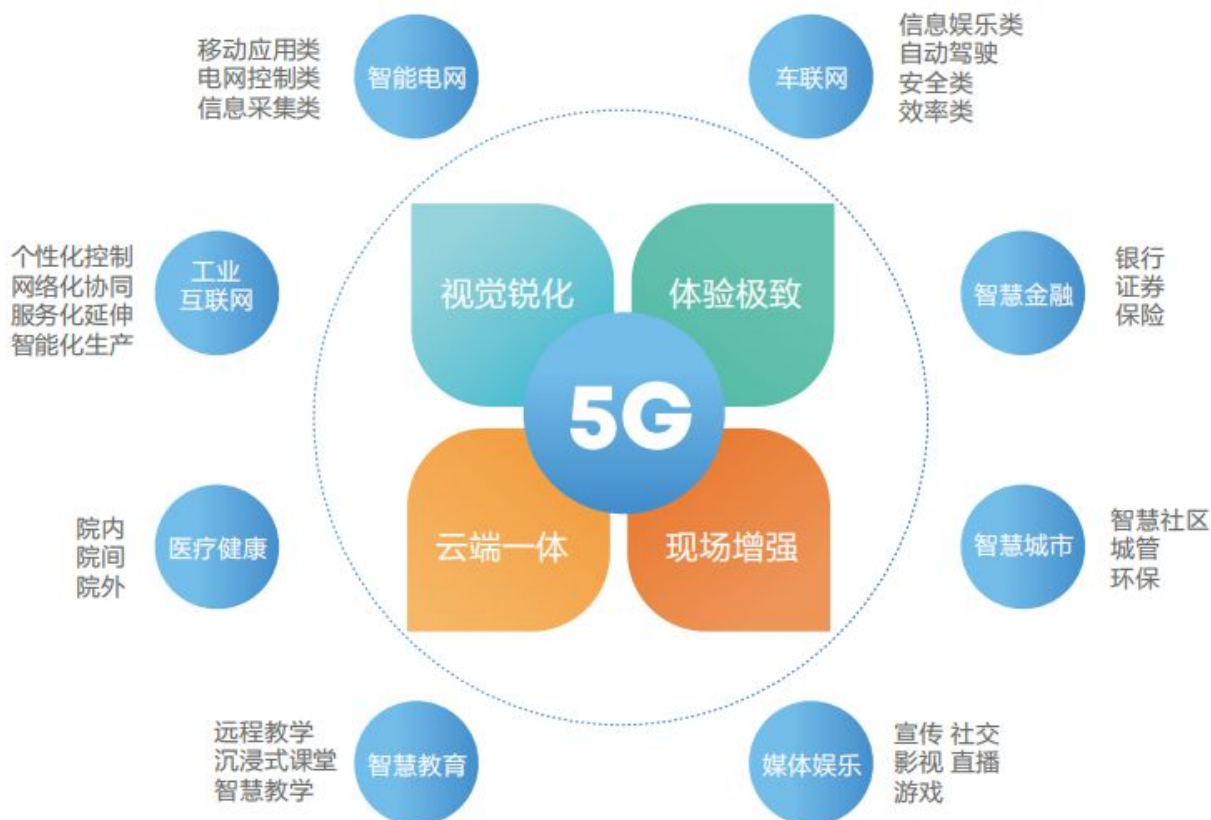 移动应用类
电网控制类
信息采集类
智能电网
车联网
信息娱乐类
自动驾驶
安全类
效率类
个性化控制
网络化协同
服务化延伸
智能化生产
工业
互联网
视觉锐化
体验极致
智慧金融
银行
证券
保险
5G
院内
院间
院外
医疗健康
云端一体
现场增强
智慧城市
智慧社区
城管
环保
远程教学
沉浸式课堂
智慧教学
智慧教育
媒体娱乐
宣传 社交
影视 直播
游戏